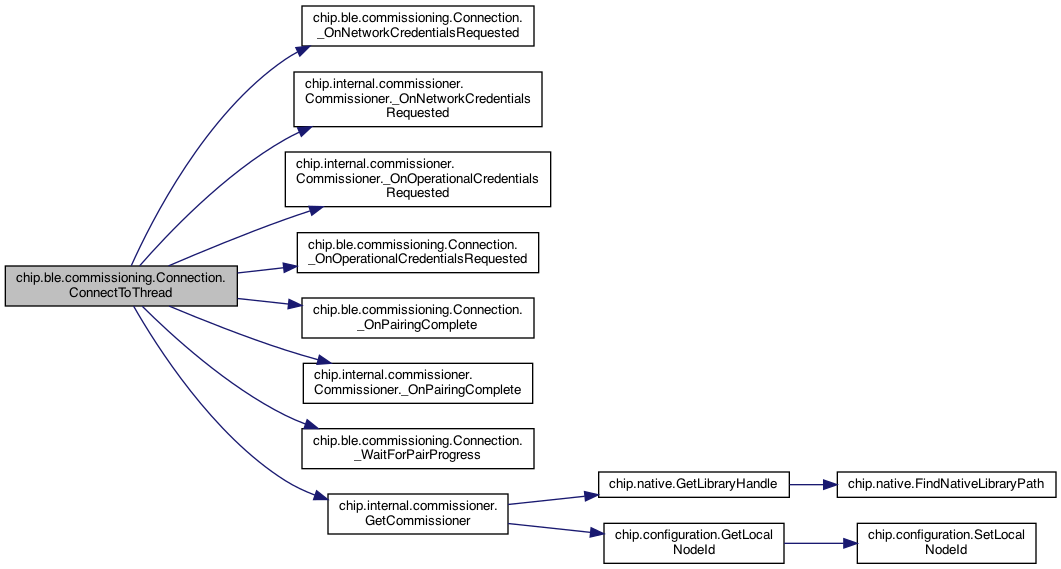 chip.ble.commissioning.Connection.
_OnNetworkCredentialsRequested
chip.internal.commissioner.
Commissioner._OnNetworkCredentials
Requested
chip.internal.commissioner.
Commissioner._OnOperationalCredentials
Requested
chip.ble.commissioning.Connection.
_OnOperationalCredentialsRequested
chip.ble.commissioning.Connection.
ConnectToThread
chip.ble.commissioning.Connection.
_OnPairingComplete
chip.internal.commissioner.
Commissioner._OnPairingComplete
chip.ble.commissioning.Connection.
_WaitForPairProgress
chip.internal.commissioner.
GetCommissioner
chip.native.GetLibraryHandle
chip.native.FindNativeLibraryPath
chip.configuration.GetLocal
NodeId
chip.configuration.SetLocal
NodeId